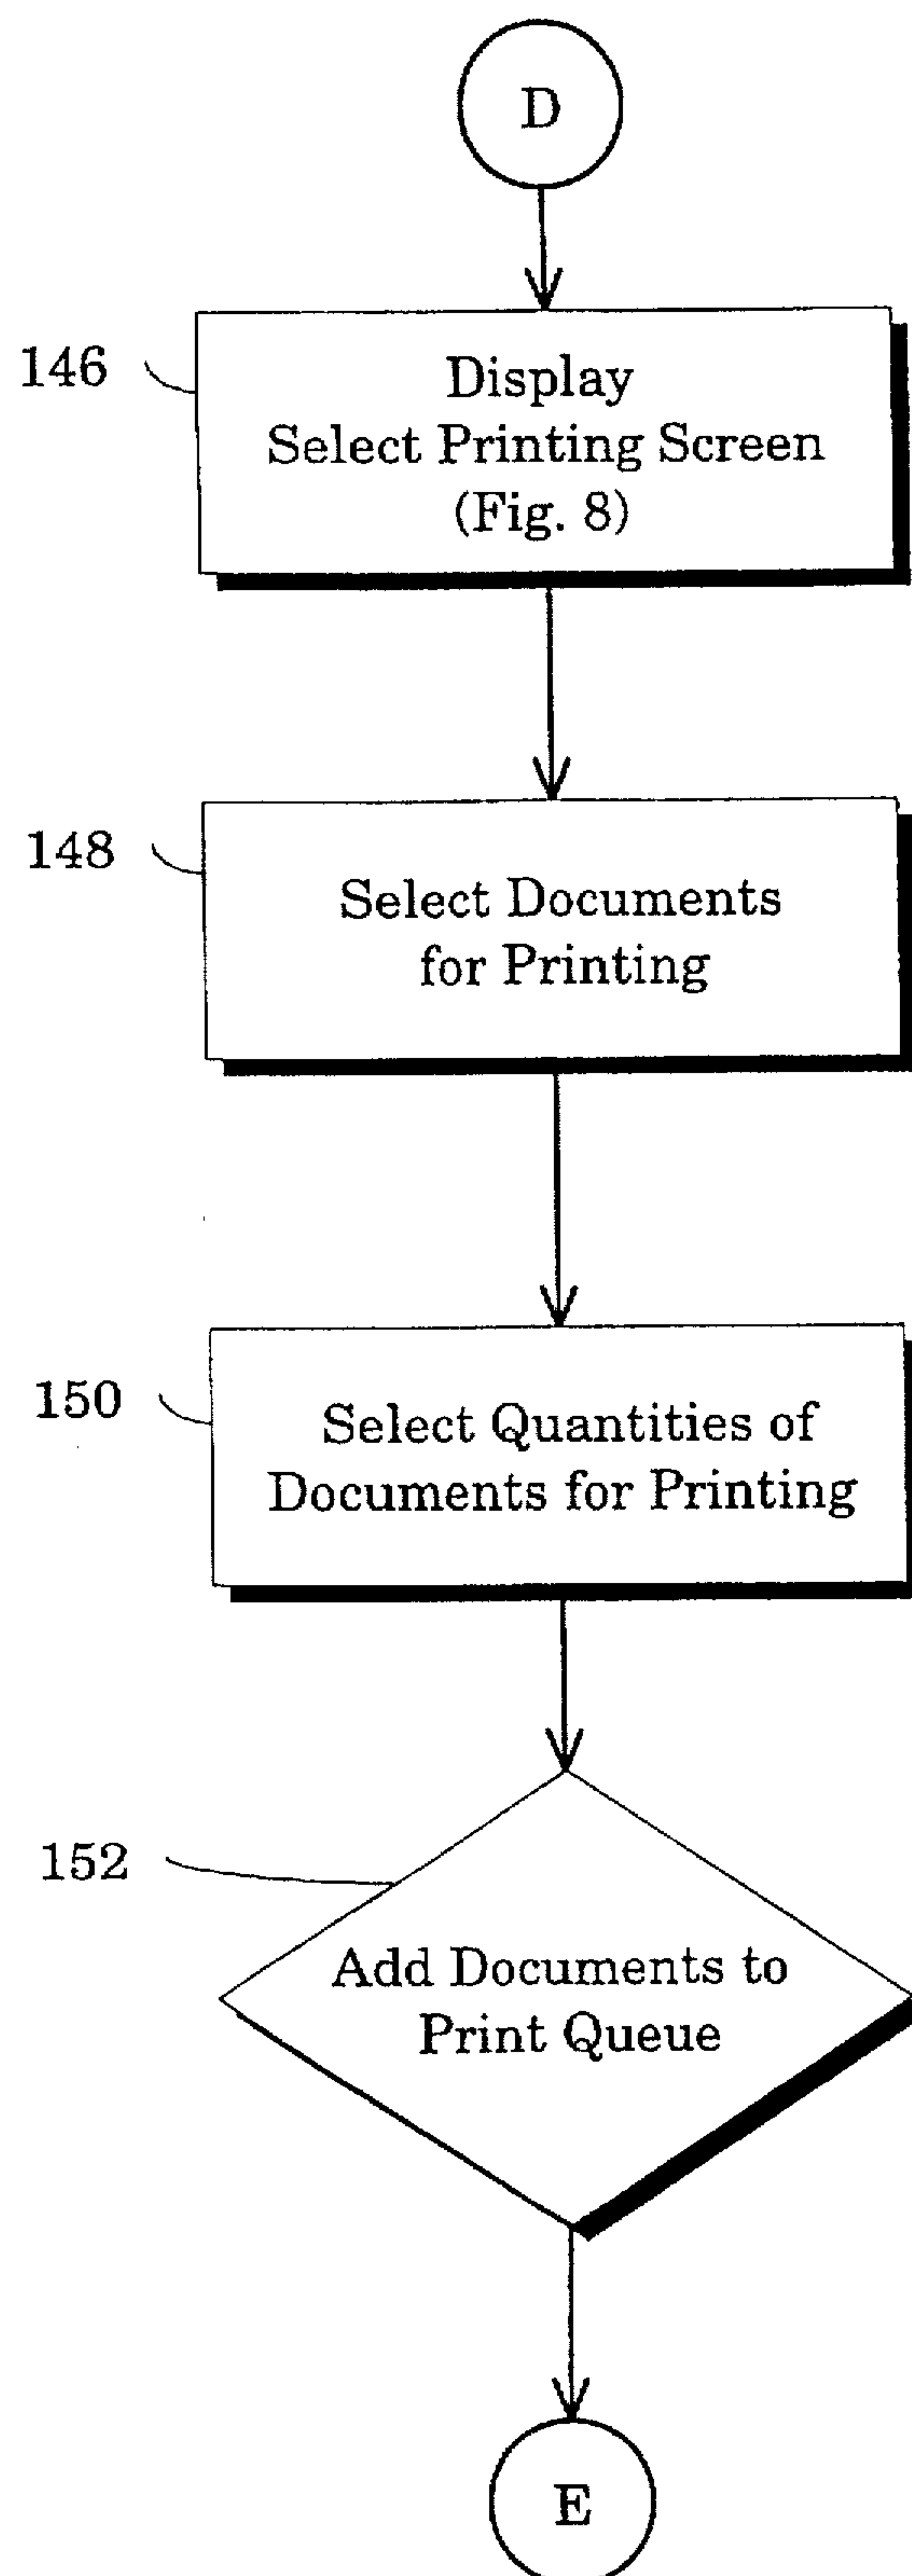 D
146
Display
Select Printing Screen
(Fig. 8)
148
Select Documents
for Printing
150
Select Quantities of
Documents for Printing
152
Add Documents to
Print Queue
E